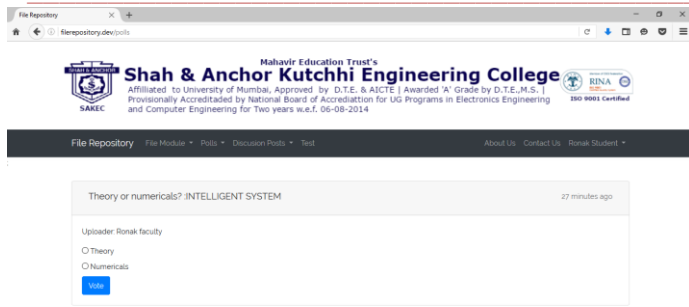 File Repository
filerepository.dev/polls
Mahavir Education Trust's
SHAH & ANCHOR
SAKEC
Shah & Anchor Kutchhi Engineering College
Affilliated to University of Mumbai, Approved by D.T.E. & AICTE | Awarded 'A' Grade by D.T.E.,M.S. |
Provisionally Accreditaded by National Board of Accrediattion for UG Programs in Electronics Engineering
and Computer Engineering for Two years w.e.f. 06-08-2014
RINA
ISO 9001 Certified
File Repository File Module Polls Discusion Posts Test About Us Contact Us Ronak Student
Theory or numericals? :INTELLIGENT SYSTEM 27 minutes ago
Uploader: Ronak faculty
Theory
Numericals
Vote